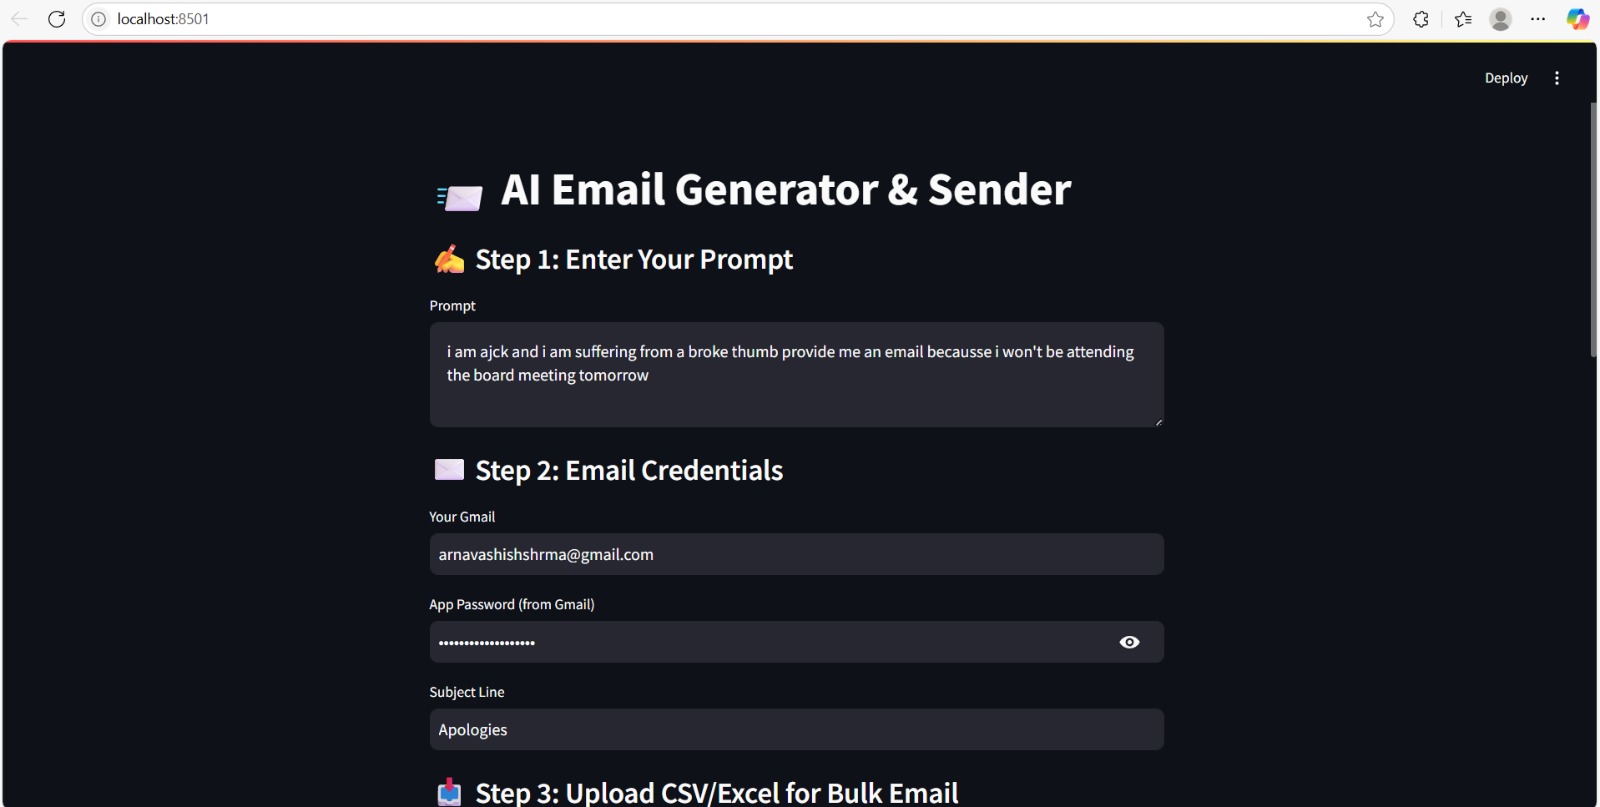 localhost:8501
Deploy
AI Email Generator & Sender
Step 1: Enter Your Prompt
Prompt
i am ajck and i am suffering from a broke thumb provide me an email becausse i won't be attending
the board meeting tomorrow
Step 2: Email Credentials
Your Gmail
arnavashishshrma@gmail.com
App Password (from Gmail)
•••••••••••••••••••
Subject Line
Apologies
Step 3: Upload CSV/Excel for Bulk Email